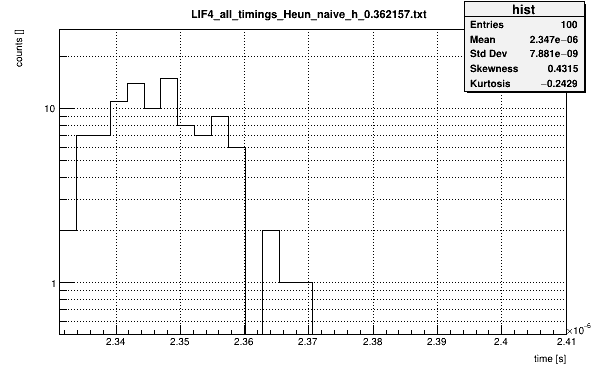 LIF4_all_timings_Heun_naive_h_0.362157.txt
hist
Entries 100
Mean 2.347e−06
Std Dev 7.881e−09
Skewness 0.4315
Kurtosis −0.2429
counts []
10
1
2.34 2.35 2.36 2.37 2.38 2.39 2.4 2.41
×10⁻⁶
time [s]